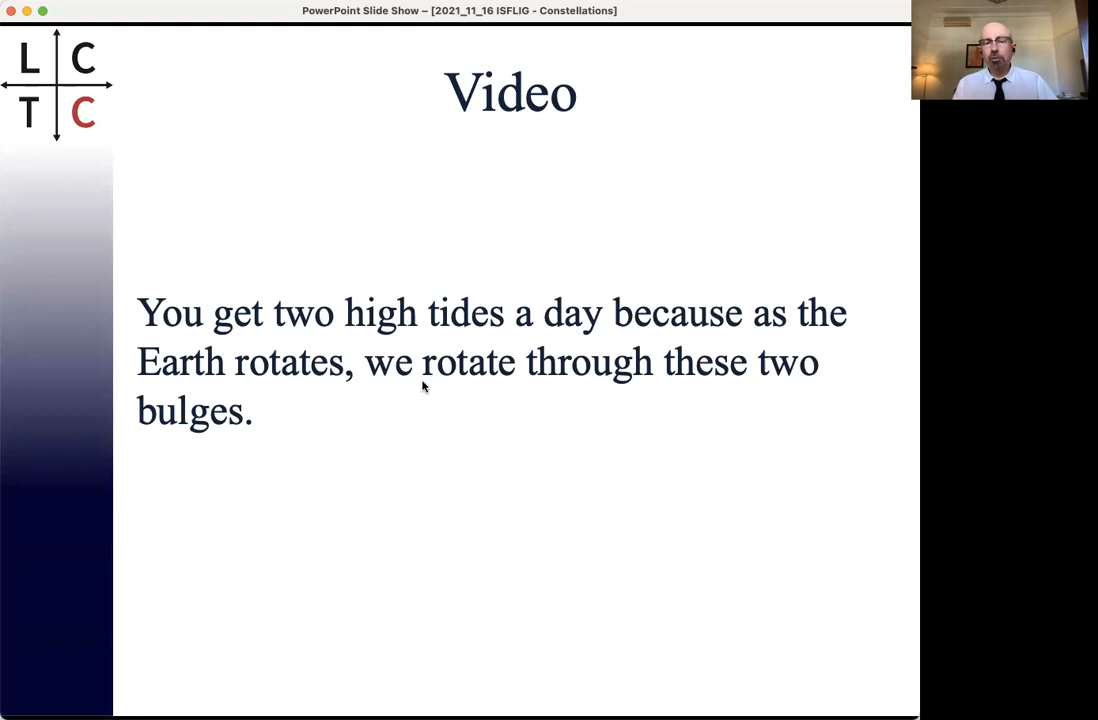 PowerPoint Slide Show – [2021_11_16 ISFLIG - Constellations]
L C
T C
Video
You get two high tides a day because as the
Earth rotates, we rotate through these two
bulges.